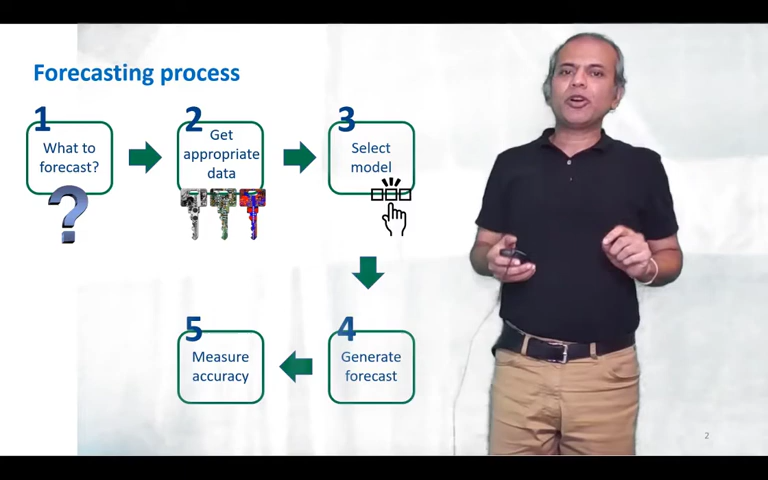 Forecasting process
1
What to
forecast?
2
Get
appropriate
data
3
Select
model
4
Generate
forecast
5
Measure
accuracy
2